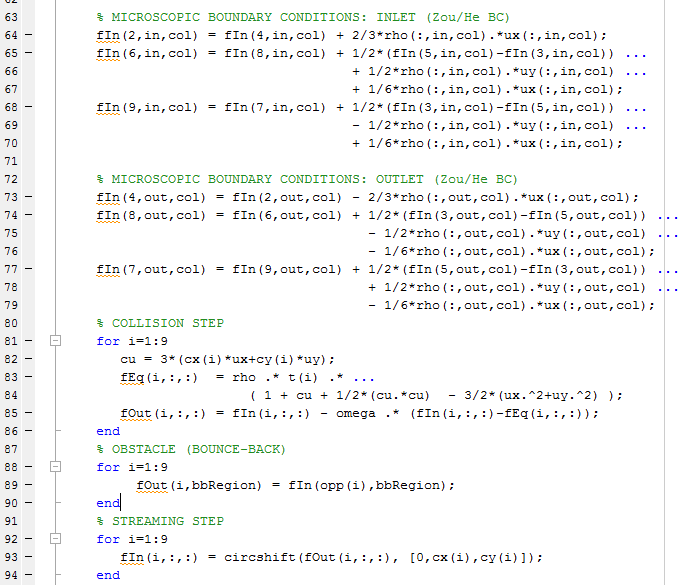 63 % MICROSCOPIC BOUNDARY CONDITIONS: INLET (Zou/He BC)
64 – fIn(2,in,col) = fIn(4,in,col) + 2/3*rho(:,in,col).*ux(:,in,col);
65 – fIn(6,in,col) = fIn(8,in,col) + 1/2*(fIn(5,in,col)-fIn(3,in,col)) ...
66 + 1/2*rho(:,in,col).*uy(:,in,col) ...
67 + 1/6*rho(:,in,col).*ux(:,in,col);
68 – fIn(9,in,col) = fIn(7,in,col) + 1/2*(fIn(3,in,col)-fIn(5,in,col)) ...
69 - 1/2*rho(:,in,col).*uy(:,in,col) ...
70 + 1/6*rho(:,in,col).*ux(:,in,col);
71
72 % MICROSCOPIC BOUNDARY CONDITIONS: OUTLET (Zou/He BC)
73 – fIn(4,out,col) = fIn(2,out,col) - 2/3*rho(:,out,col).*ux(:,out,col);
74 – fIn(8,out,col) = fIn(6,out,col) + 1/2*(fIn(3,out,col)-fIn(5,out,col)) ...
75 - 1/2*rho(:,out,col).*uy(:,out,col) ...
76 - 1/6*rho(:,out,col).*ux(:,out,col);
77 – fIn(7,out,col) = fIn(9,out,col) + 1/2*(fIn(5,out,col)-fIn(3,out,col)) ...
78 + 1/2*rho(:,out,col).*uy(:,out,col) ...
79 - 1/6*rho(:,out,col).*ux(:,out,col);
80 % COLLISION STEP
81 – for i=1:9
82 – cu = 3*(cx(i)*ux+cy(i)*uy);
83 – fEq(i,:,:) = rho .* t(i) .* ...
84 ( 1 + cu + 1/2*(cu.*cu) - 3/2*(ux.^2+uy.^2) );
85 – fOut(i,:,:) = fIn(i,:,:) - omega .* (fIn(i,:,:)-fEq(i,:,:));
86 – end
87 % OBSTACLE (BOUNCE-BACK)
88 – for i=1:9
89 – fOut(i,bbRegion) = fIn(opp(i),bbRegion);
90 – end
91 % STREAMING STEP
92 – for i=1:9
93 – fIn(i,:,:) = circshift(fOut(i,:,:), [0,cx(i),cy(i)]);
94 – end